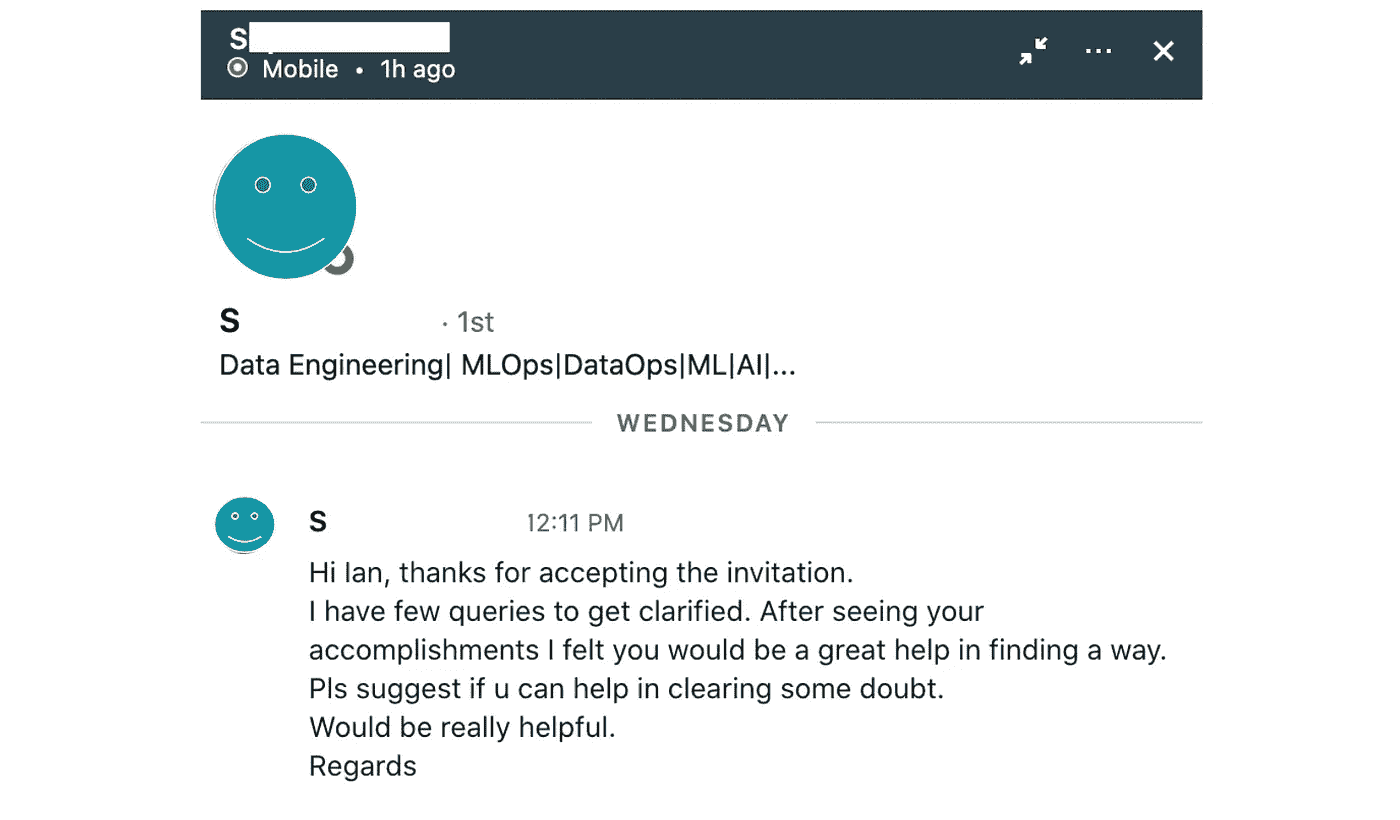 S
Mobile • 1h ago
S · 1st
Data Engineering| MLOps|DataOps|ML|AI|...
WEDNESDAY
S 12:11 PM
Hi Ian, thanks for accepting the invitation.
I have few queries to get clarified. After seeing your
accomplishments I felt you would be a great help in finding a way.
Pls suggest if u can help in clearing some doubt.
Would be really helpful.
Regards